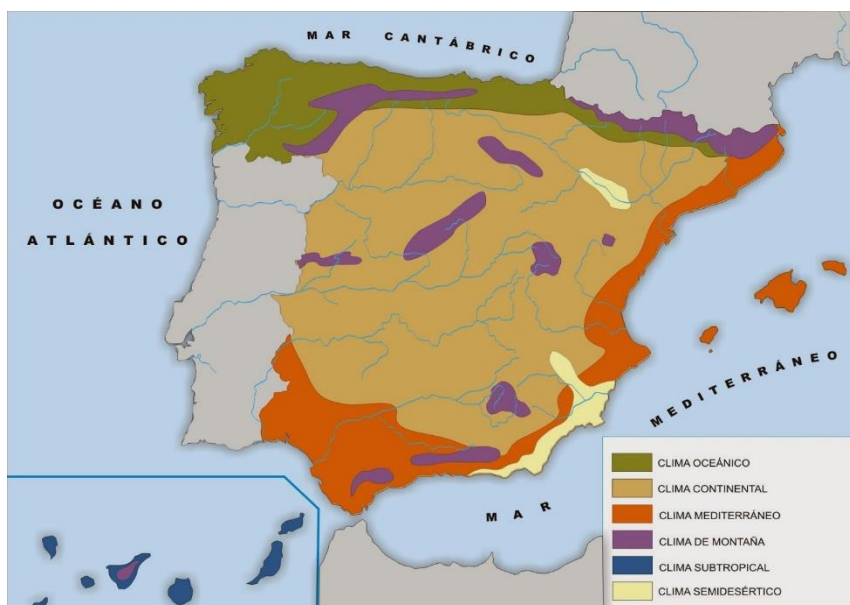 MAR CANTÁBRICO
OCÉANO
ATLÁNTICO
MEDITERRÁNEO
MAR
CLIMA OCEÁNICO
CLIMA CONTINENTAL
CLIMA MEDITERRÁNEO
CLIMA DE MONTAÑA
CLIMA SUBTROPICAL
CLIMA SEMIDESÉRTICO